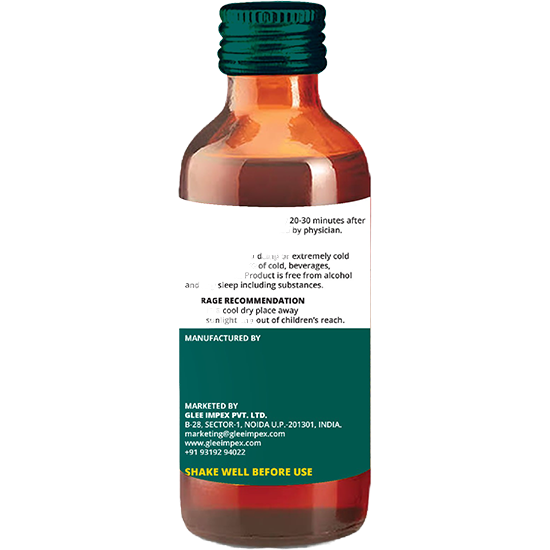 20-30 minutes after
by physician.
extremely cold
of cold, beverages,
Product is free from alcohol
and sleep including substances.
RAGE RECOMMENDATION
cool dry place away
sunlight out of children's reach.
MANUFACTURED BY
MARKETED BY
GLEE IMPEX PVT. LTD.
B-28, SECTOR-1, NOIDA U.P.-201301, INDIA.
marketing@gleeimpex.com
www.gleeimpex.com
+91 93192 94022
SHAKE WELL BEFORE USE